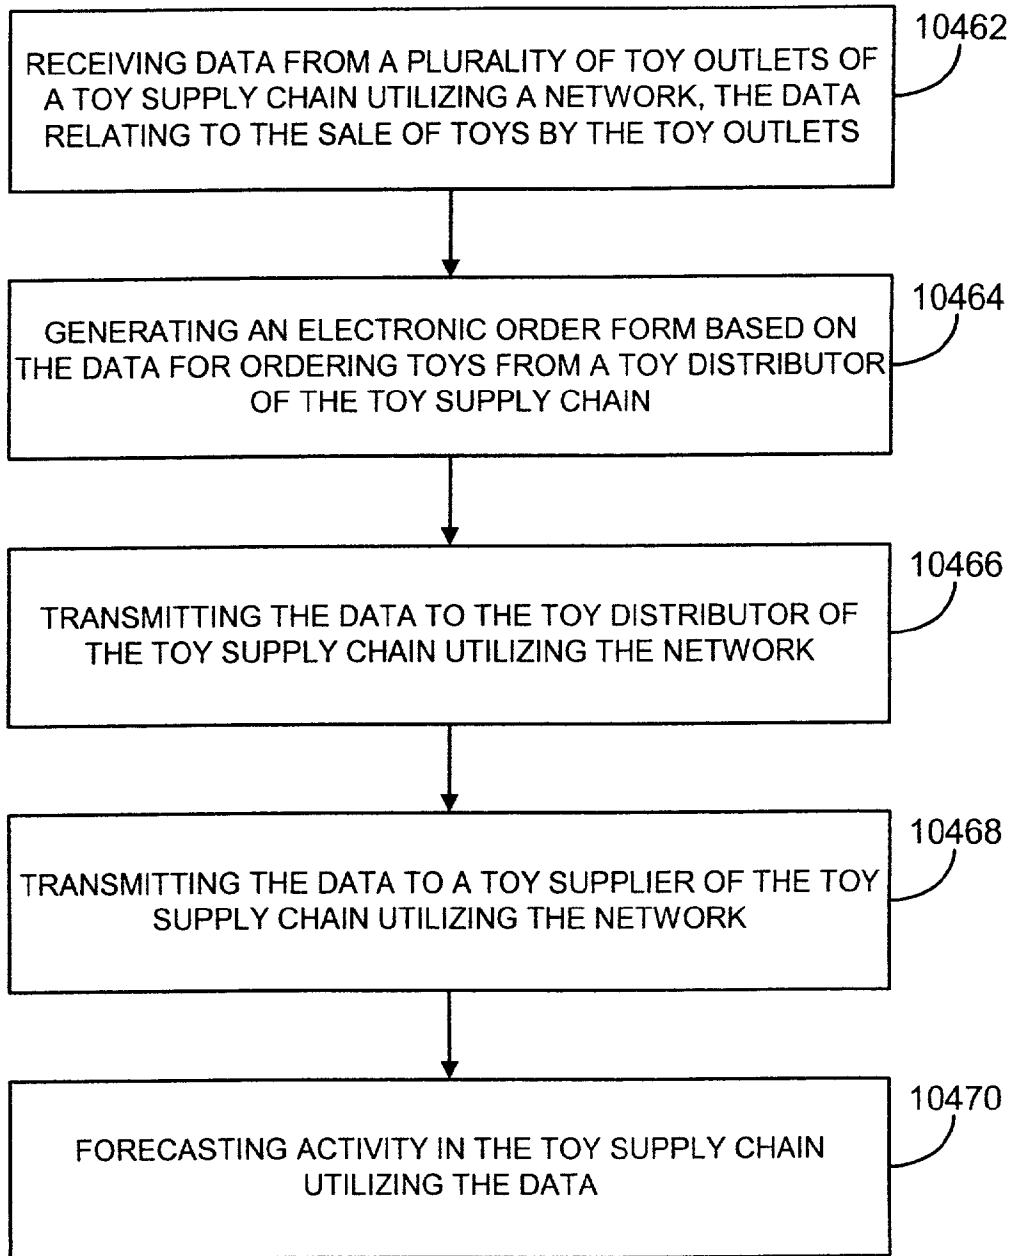 10462
RECEIVING DATA FROM A PLURALITY OF TOY OUTLETS OF
A TOY SUPPLY CHAIN UTILIZING A NETWORK, THE DATA
RELATING TO THE SALE OF TOYS BY THE TOY OUTLETS
10464
GENERATING AN ELECTRONIC ORDER FORM BASED ON
THE DATA FOR ORDERING TOYS FROM A TOY DISTRIBUTOR
OF THE TOY SUPPLY CHAIN
10466
TRANSMITTING THE DATA TO THE TOY DISTRIBUTOR OF
THE TOY SUPPLY CHAIN UTILIZING THE NETWORK
10468
TRANSMITTING THE DATA TO A TOY SUPPLIER OF THE TOY
SUPPLY CHAIN UTILIZING THE NETWORK
10470
FORECASTING ACTIVITY IN THE TOY SUPPLY CHAIN
UTILIZING THE DATA